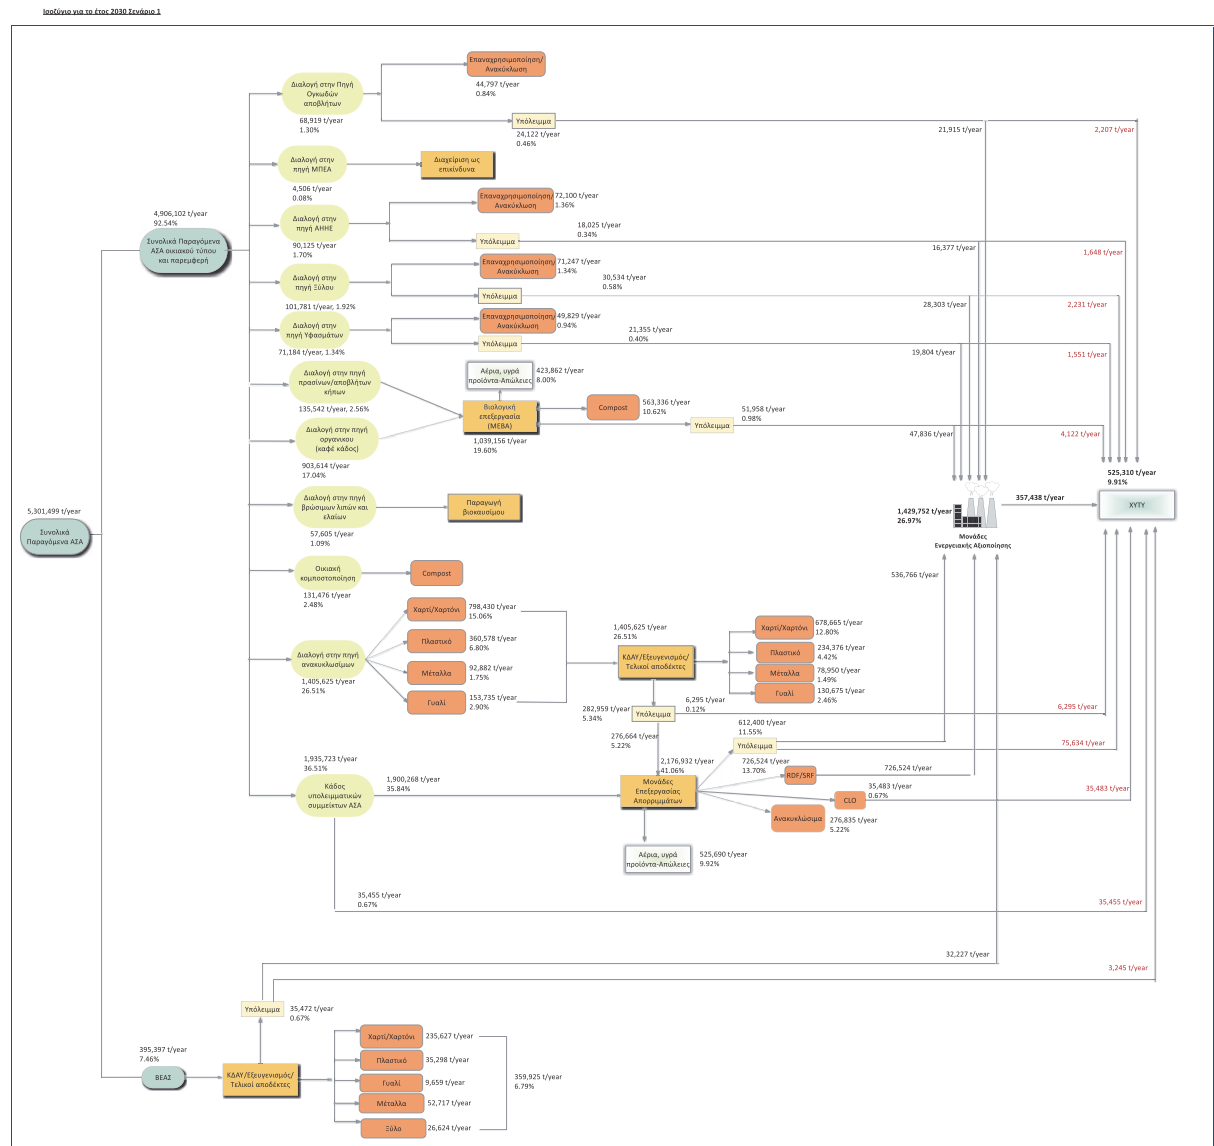 Ισοζύγιο για το έτος 2030 Σενάριο 1
Επαναχρησιμοποίηση/
Ανακύκλωση
44,797 t/year
0.84%
Διαλογή στην Πηγή
Ογκωδών
αποβλήτων
68,919 t/year
1.30%
Υπόλειμμα
24,122 t/year
0.46%
21,915 t/year
2,207 t/year
Διαλογή στην
πηγή ΜΠΕΑ
4,506 t/year
0.08%
Διαχείριση ως
επικίνδυνα
4,906,102 t/year
92.54%
Συνολικά Παραγόμενα
ΑΣΑ οικιακού τύπου
και παρεμφερή
Διαλογή στην
πηγή ΑΗΗΕ
90,125 t/year
1.70%
Επαναχρησιμοποίηση/
Ανακύκλωση
72,100 t/year
1.36%
Υπόλειμμα
18,025 t/year
0.34%
16,377 t/year
1,648 t/year
Διαλογή στην
πηγή Ξύλου
101,781 t/year, 1.92%
Επαναχρησιμοποίηση/
Ανακύκλωση
71,247 t/year
1.34%
Υπόλειμμα
30,534 t/year
0.58%
28,303 t/year
2,231 t/year
Διαλογή στην
πηγή Υφασμάτων
71,184 t/year, 1.34%
Επαναχρησιμοποίηση/
Ανακύκλωση
49,829 t/year
0.94%
Υπόλειμμα
21,355 t/year
0.40%
19,804 t/year
1,551 t/year
Διαλογή στην πηγή
πρασίνων/αποβλήτων
κήπων
135,542 t/year, 2.56%
Αέρια, υγρά
προϊόντα-Απώλειες
423,862 t/year
8.00%
Βιολογική
επεξεργασία
(ΜΕΒΑ)
1,039,156 t/year
19.60%
Compost
563,336 t/year
10.62%
Υπόλειμμα
51,958 t/year
0.98%
47,836 t/year
4,122 t/year
Διαλογή στην πηγή
οργανικου
(καφέ κάδος)
903,614 t/year
17.04%
525,310 t/year
9.91%
ΧΥΤΥ
357,438 t/year
1,429,752 t/year
26.97%
Μονάδες
Ενεργειακής Αξιοποίησης
Διαλογή στην πηγή
βρώσιμων λιπών και
ελαίων
57,605 t/year
1.09%
Παραγωγή
βιοκαυσίμου
5,301,499 t/year
Συνολικά
Παραγόμενα ΑΣΑ
Οικιακή
κομποστοποίηση
131,476 t/year
2.48%
Compost
536,766 t/year
Διαλογή στην πηγή
ανακυκλωσίμων
1,405,625 t/year
26.51%
Χαρτί/Χαρτόνι
798,430 t/year
15.06%
Πλαστικό
360,578 t/year
6.80%
Μέταλλα
92,882 t/year
1.75%
Γυαλί
153,735 t/year
2.90%
1,405,625 t/year
26.51%
ΚΔΑΥ/Εξευγενισμός/
Τελικοί αποδέκτες
Χαρτί/Χαρτόνι
678,665 t/year
12.80%
Πλαστικό
234,376 t/year
4.42%
Μέταλλα
78,950 t/year
1.49%
Γυαλί
130,675 t/year
2.46%
282,959 t/year
5.34%
Υπόλειμμα
6,295 t/year
0.12%
6,295 t/year
276,664 t/year
5.22%
612,400 t/year
11.55%
Υπόλειμμα
75,634 t/year
1,935,723 t/year
36.51%
Κάδος
υπολειμματικών
συμμείκτων ΑΣΑ
1,900,268 t/year
35.84%
2,176,932 t/year
41.06%
Μονάδες
Επεξεργασίας
Απορριμμάτων
726,524 t/year
13.70%
RDF/SRF
726,524 t/year
CLO
35,483 t/year
0.67%
35,483 t/year
Ανακυκλώσιμα
276,835 t/year
5.22%
Αέρια, υγρά
προϊόντα-Απώλειες
525,690 t/year
9.92%
35,455 t/year
0.67%
35,455 t/year
32,227 t/year
3,245 t/year
Υπόλειμμα
35,472 t/year
0.67%
395,397 t/year
7.46%
ΒΕΑΣ
ΚΔΑΥ/Εξευγενισμός/
Τελικοί αποδέκτες
Χαρτί/Χαρτόνι
235,627 t/year
Πλαστικό
35,298 t/year
Γυαλί
9,659 t/year
Μέταλλα
52,717 t/year
Ξύλο
26,624 t/year
359,925 t/year
6.79%